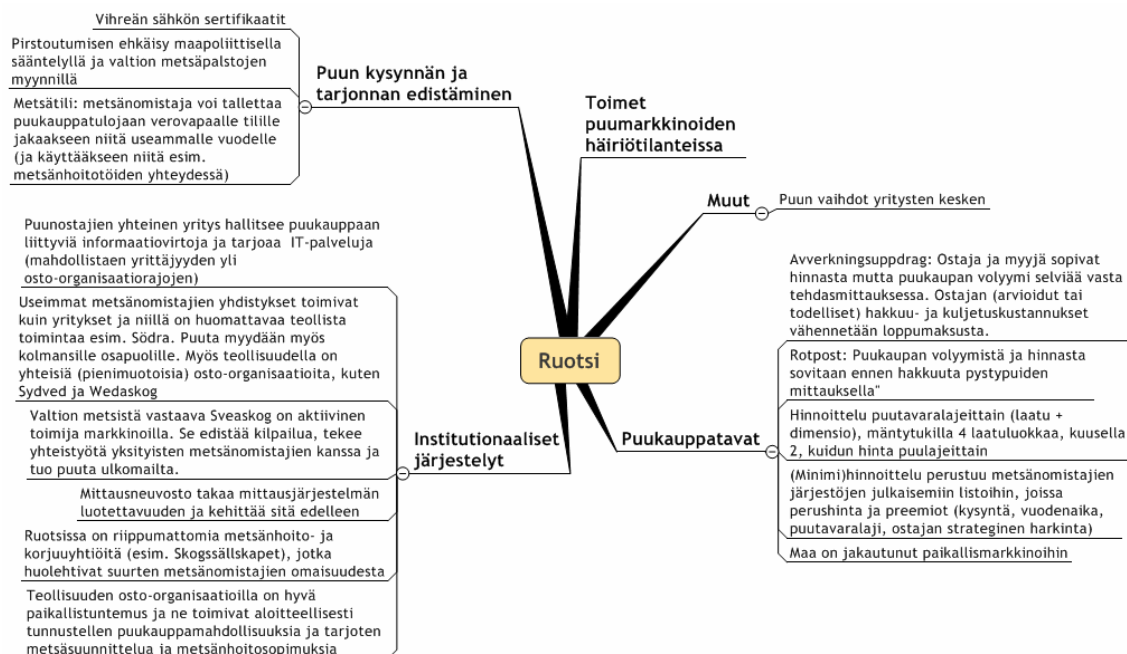 Vihreän sähkön sertifikaatit
Pirstoutumisen ehkäisy maapoliittisella
sääntelyllä ja valtion metsäpalstojen
myynnillä
Metsätili: metsänomistaja voi tallettaa
puukauppatulojaan verovapaalle tilille
jakaakseen niitä useammalle vuodelle
(ja käyttääkseen niitä esim.
metsänhoitotöiden yhteydessä)
Puun kysynnän ja
tarjonnan edistäminen
Toimet
puumarkkinoiden
häiriötilanteissa
Muut
Puun vaihdot yritysten kesken
Puunostajien yhteinen yritys hallitsee puukauppaan
liittyviä informaatiovirtoja ja tarjoaa IT-palveluja
(mahdollistaen yrittäjyyden yli
osto-organisaatiorajojen)
Useimmat metsänomistajien yhdistykset toimivat
kuin yritykset ja niillä on huomattavaa teollista
toimintaa esim. Södra. Puuta myydään myös
kolmansille osapuolille. Myös teollisuudella on
yhteisiä (pienimuotoisia) osto-organisaatioita, kuten
Sydved ja Wedaskog
Valtion metsistä vastaava Sveaskog on aktiivinen
toimija markkinoilla. Se edistää kilpailua, tekee
yhteistyötä yksityisten metsänomistajien kanssa ja
tuo puuta ulkomailta.
Mittausneuvosto takaa mittausjärjestelmän
luotettavuuden ja kehittää sitä edelleen
Ruotsissa on riippumattomia metsänhoito- ja
korjuuyhtiöitä (esim. Skogssällskapet), jotka
huolehtivat suurten metsänomistajien omaisuudesta
Teollisuuden osto-organisaatioilla on hyvä
paikallistuntemus ja ne toimivat aloitteellisesti
tunnustellen puukauppamahdollisuuksia ja tarjoten
metsäsuunnittelua ja metsänhoitosopimuksia
Institutionaaliset
järjestelyt
Ruotsi
Puukauppatavat
Avverkningsuppdrag: Ostaja ja myyjä sopivat
hinnasta mutta puukaupan volyymi selviää vasta
tehdasmittauksessa. Ostajan (arvioidut tai
todelliset) hakkuu- ja kuljetuskustannukset
vähennetään loppumaksusta.
Rotpost: Puukaupan volyymistä ja hinnasta
sovitaan ennen hakkuuta pystypuiden
mittauksella"
Hinnoittelu puutavaralajeittain (laatu +
dimensio), mäntytukilla 4 laatuluokkaa, kuusella
2, kuidun hinta puulajeittain
(Minimi)hinnoittelu perustuu metsänomistajien
järjestöjen julkaisemiin listoihin, joissa
perushinta ja preemiot (kysyntä, vuodenaika,
puutavaralaji, ostajan strateginen harkinta)
Maa on jakautunut paikallismarkkinoihin